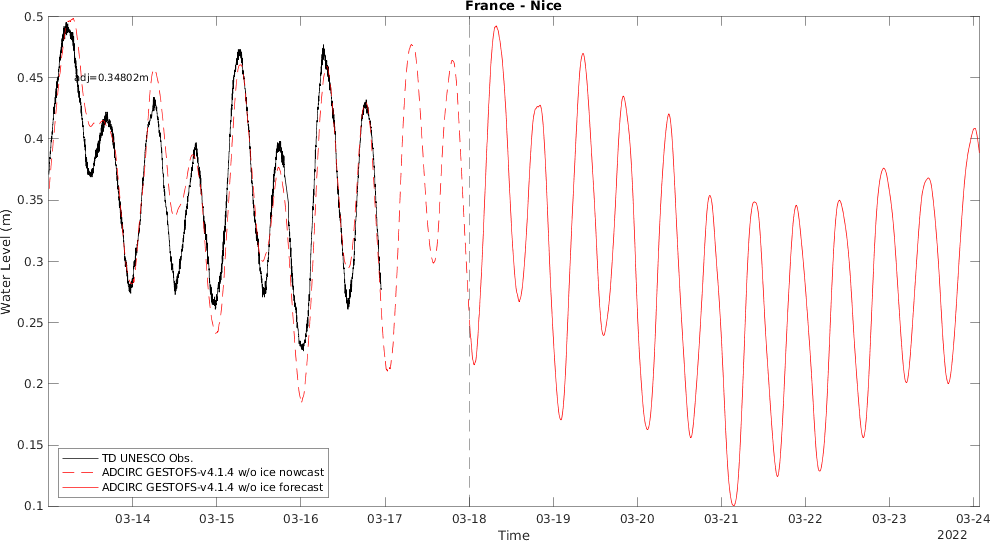 France - Nice
0.5
0.45
0.4
0.35
0.3
0.25
0.2
0.15
0.1
Water Level (m)
adj=0.34802m
TD UNESCO Obs.
ADCIRC GESTOFS-v4.1.4 w/o ice nowcast
ADCIRC GESTOFS-v4.1.4 w/o ice forecast
03-14 03-15 03-16 03-17 03-18 03-19 03-20 03-21 03-22 03-23 03-24
Time
2022